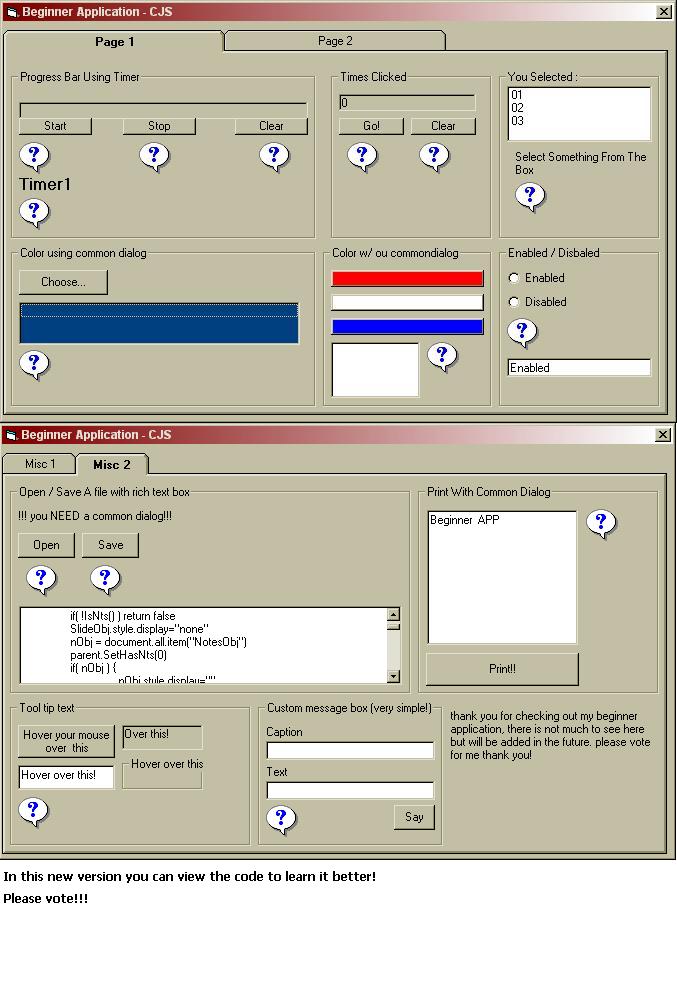 Beginner Application - CJS
Page 1
Page 2
Progress Bar Using Timer
Start
Stop
Clear
Timer1
Times Clicked
0
Go!
Clear
You Selected :
01
02
03
Select Something From The
Box
Color using common dialog
Choose...
Color w/ ou commondialog
Enabled / Disbaled
Enabled
Disabled
Enabled
Beginner Application - CJS
Misc 1
Misc 2
Open / Save A file with rich text box
!!! you NEED a common dialog!!!
Open
Save
if( !IsNts() ) return false
SlideObj.style.display="none"
nObj = document.all.item("NotesObj")
parent.SetHasNts(0)
if( nObj ) {
nObj.style.display=""
Print With Common Dialog
Beginner APP
Print!!
Tool tip text
Hover your mouse
over this
Over this!
Hover over this!
Hover over this
Custom message box (very simple!)
Caption
Text
Say
thank you for checking out my beginner
application, there is not much to see here
but will be added in the future. please vote
for me thank you!
In this new version you can view the code to learn it better!
Please vote!!!